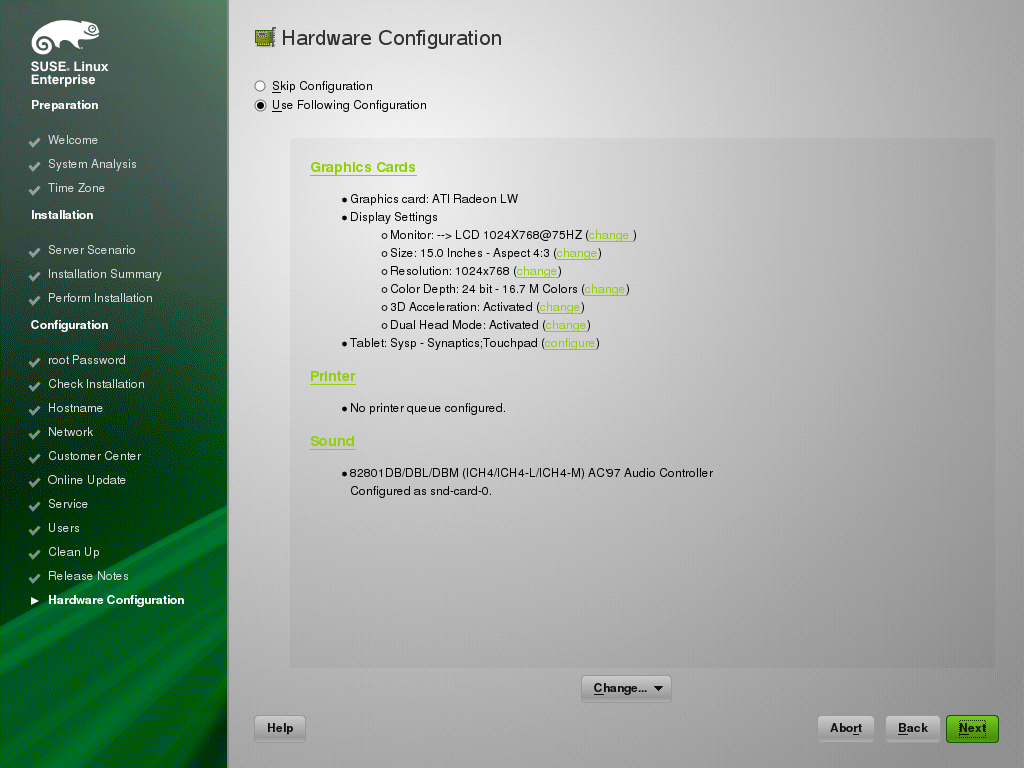 SUSE® Linux
Enterprise
Preparation
Welcome
System Analysis
Time Zone
Installation
Server Scenario
Installation Summary
Perform Installation
Configuration
root Password
Check Installation
Hostname
Network
Customer Center
Online Update
Service
Users
Clean Up
Release Notes
Hardware Configuration
Hardware Configuration
Skip Configuration
Use Following Configuration
Graphics Cards
Graphics card: ATI Radeon LW
Display Settings
Monitor: --> LCD 1024X768@75HZ (change )
Size: 15.0 Inches - Aspect 4:3 (change)
Resolution: 1024x768 (change)
Color Depth: 24 bit - 16.7 M Colors (change)
3D Acceleration: Activated (change)
Dual Head Mode: Activated (change)
Tablet: Sysp - Synaptics;Touchpad (configure)
Printer
No printer queue configured.
Sound
82801DB/DBL/DBM (ICH4/ICH4-L/ICH4-M) AC'97 Audio Controller
Configured as snd-card-0.
Change...
Help
Abort
Back
Next